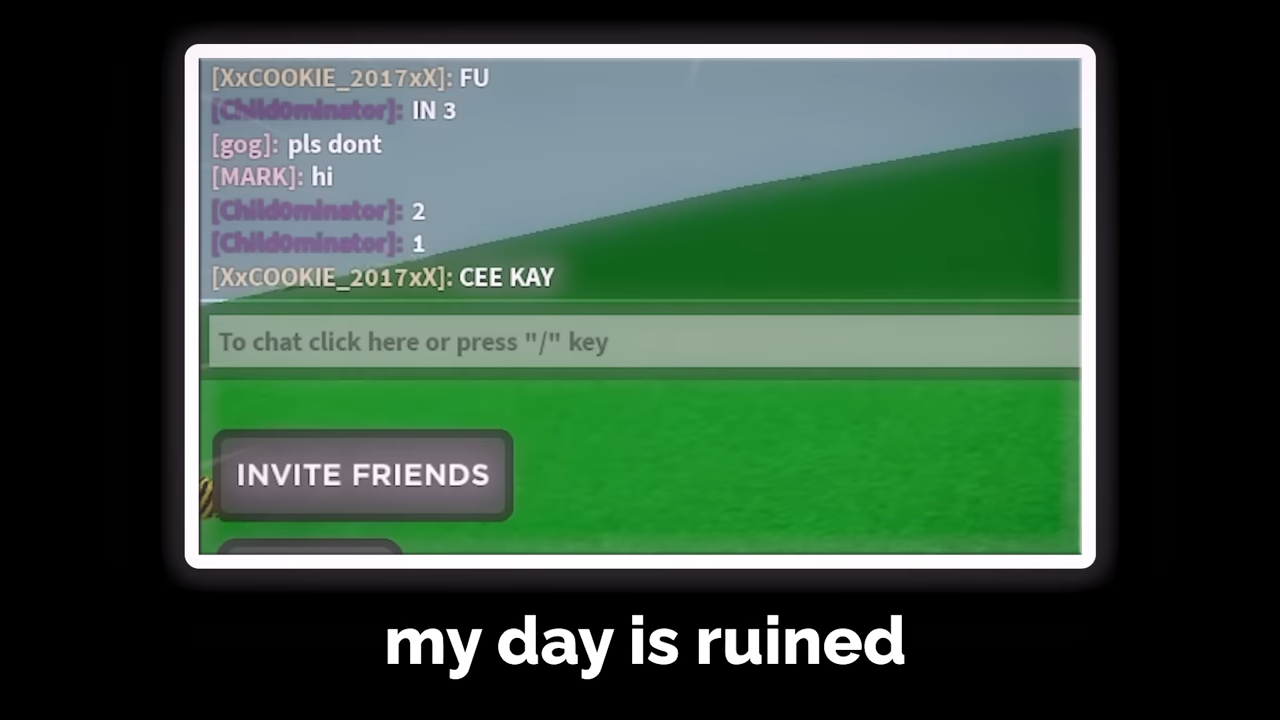 [XxCOOKIE_2017xX]: FU
[Child0minator]: IN 3
[gog]: pls dont
[MARK]: hi
[Child0minator]: 2
[Child0minator]: 1
[XxCOOKIE_2017xX]: CEE KAY
To chat click here or press "/" key
INVITE FRIENDS
my day is ruined